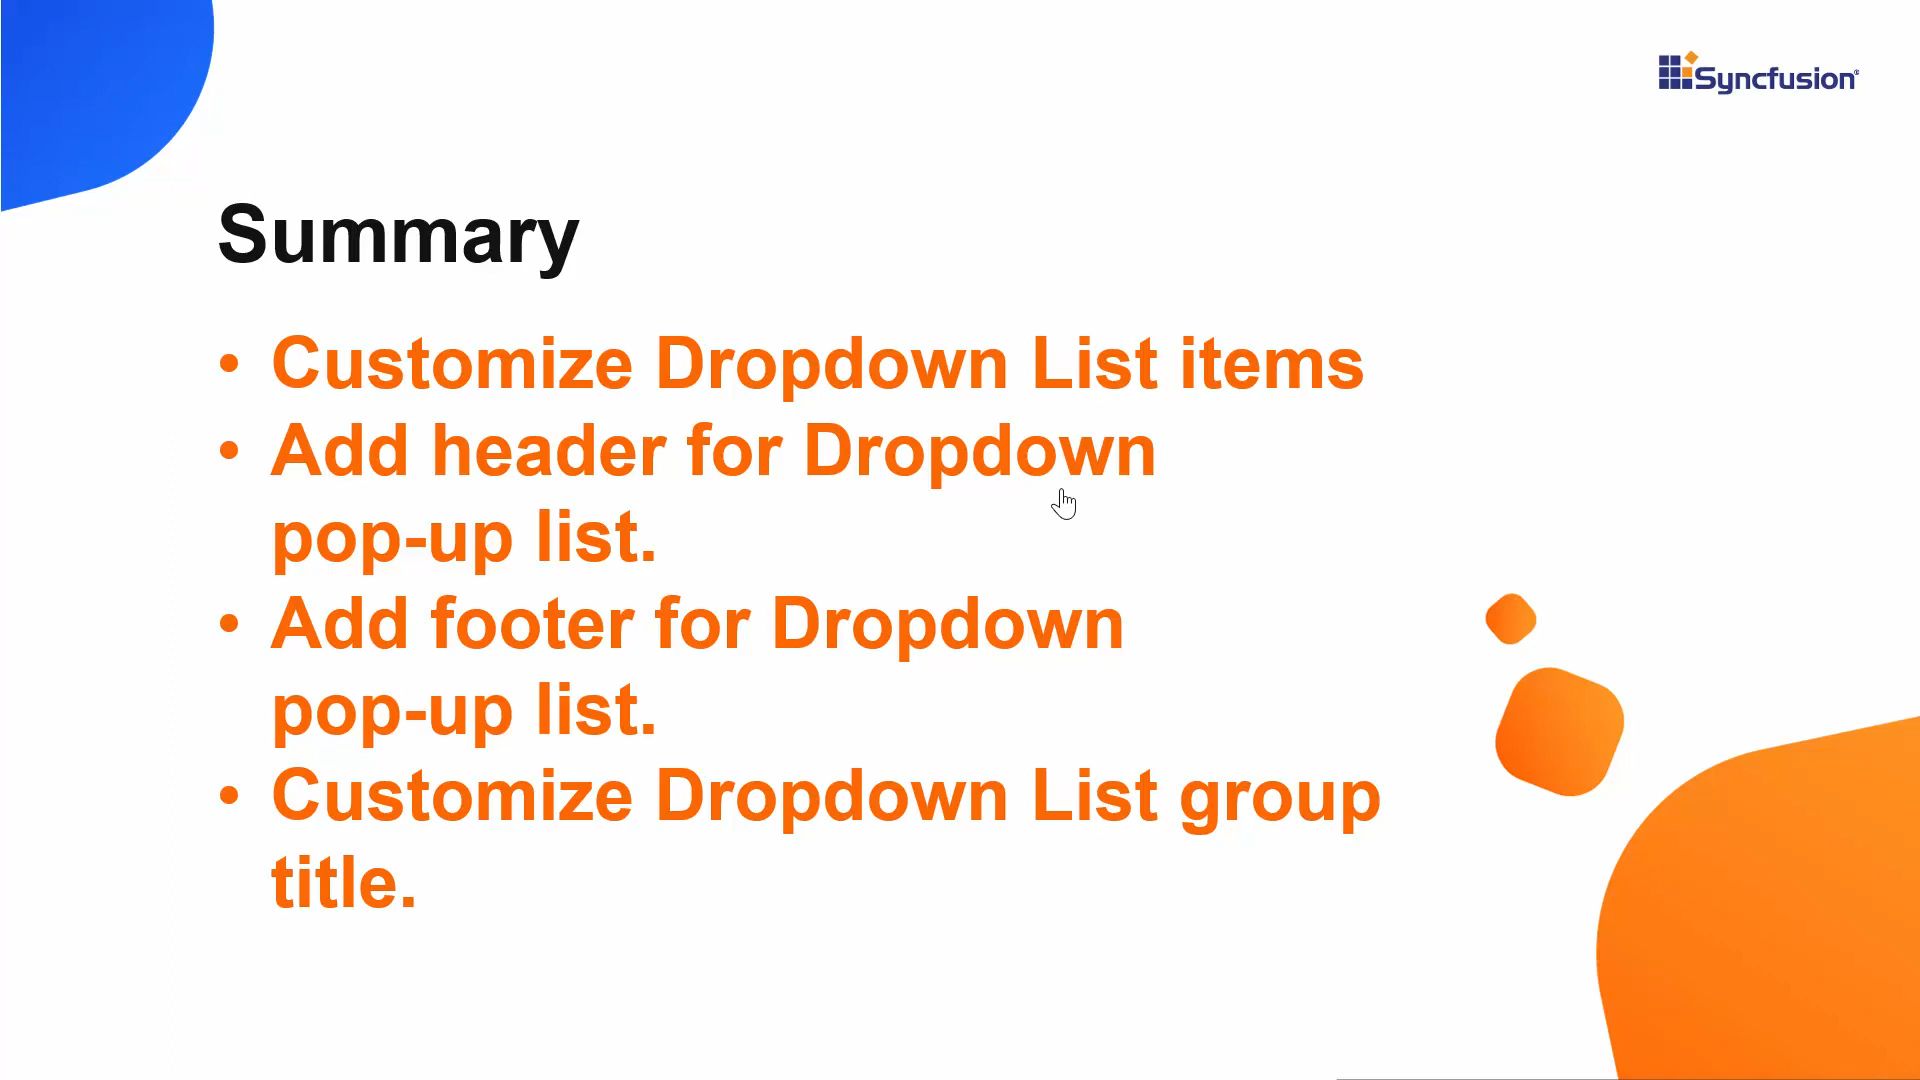 Syncfusion
Summary
• Customize Dropdown List items
• Add header for Dropdown
pop-up list.
• Add footer for Dropdown
pop-up list.
• Customize Dropdown List group
title.